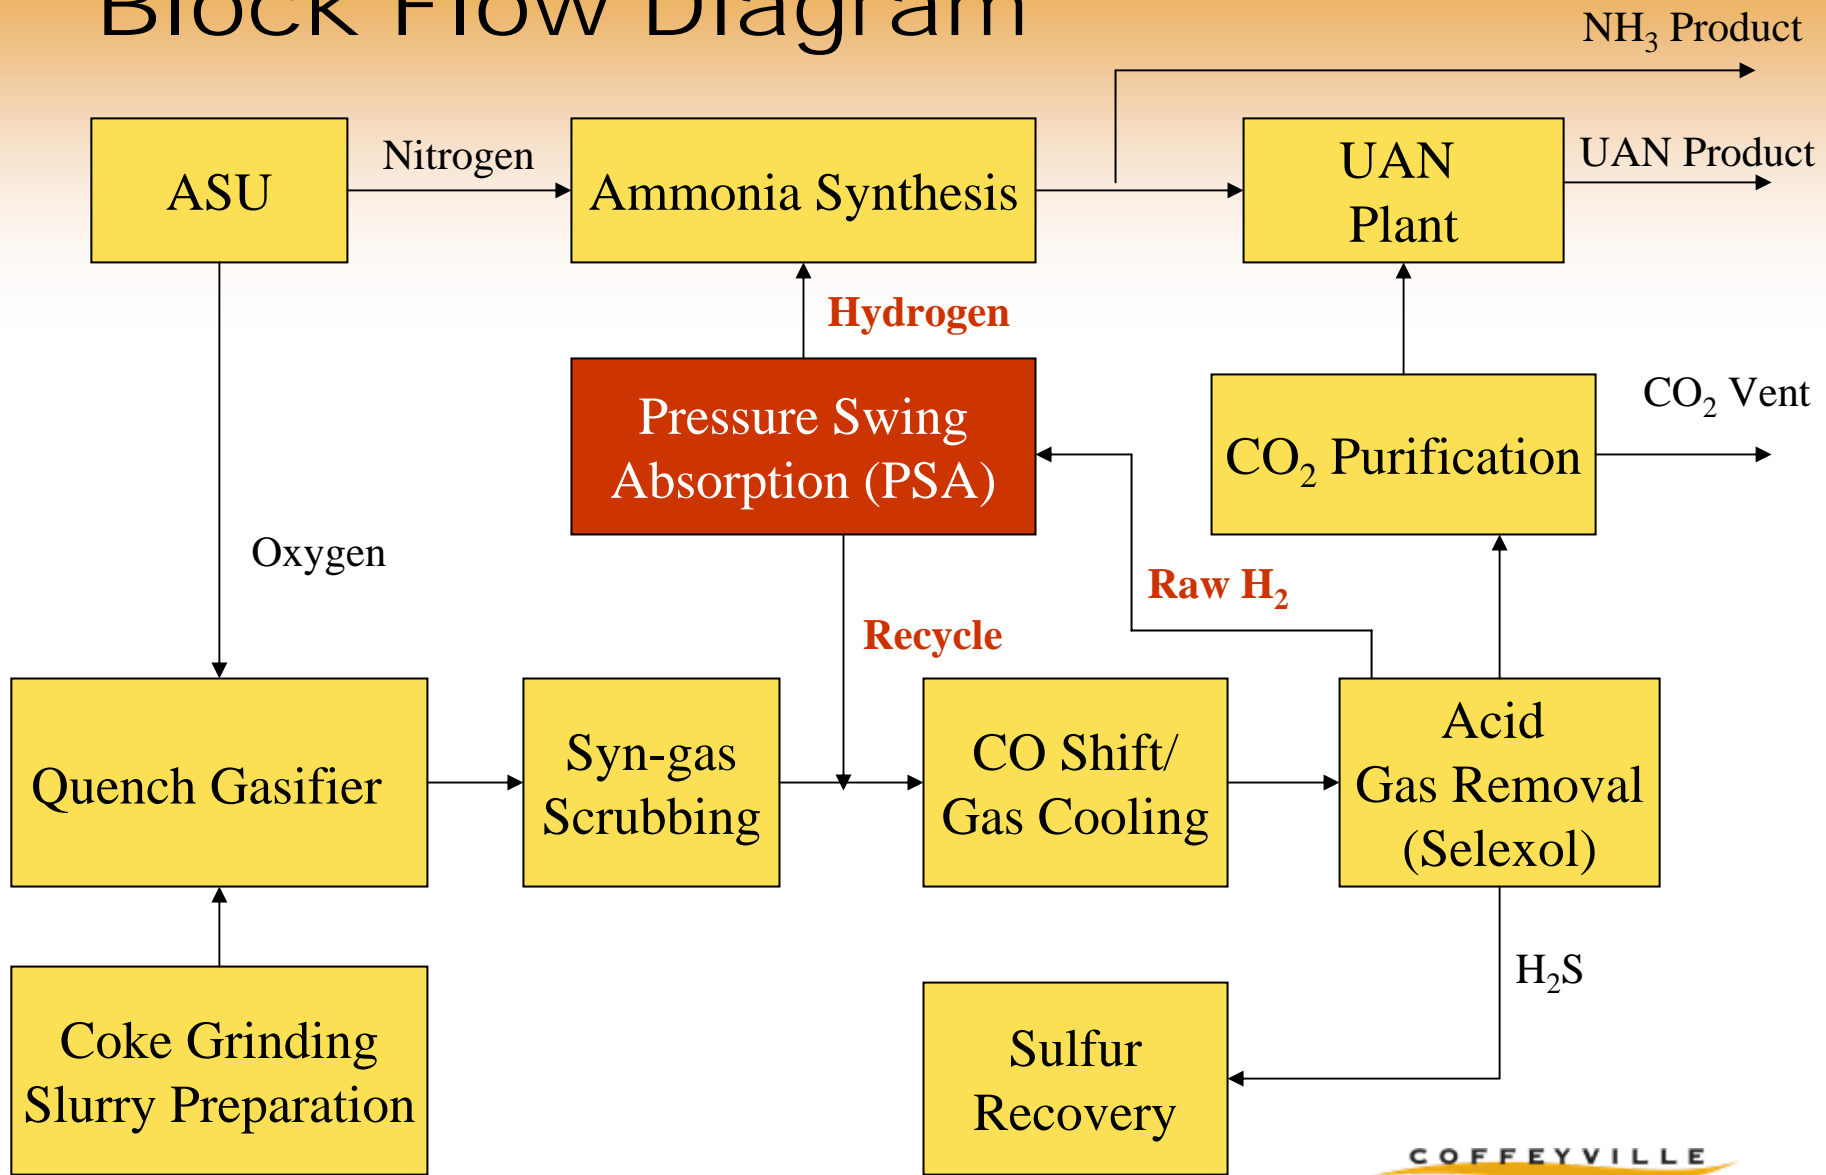 Block Flow Diagram
NH₃ Product
ASU
Nitrogen
Ammonia Synthesis
UAN
Plant
UAN Product
Hydrogen
Pressure Swing
Absorption (PSA)
CO₂ Purification
CO₂ Vent
Oxygen
Raw H₂
Recycle
Quench Gasifier
Syn-gas
Scrubbing
CO Shift/
Gas Cooling
Acid
Gas Removal
(Selexol)
H₂S
Coke Grinding
Slurry Preparation
Sulfur
Recovery
COFFEYVILLE